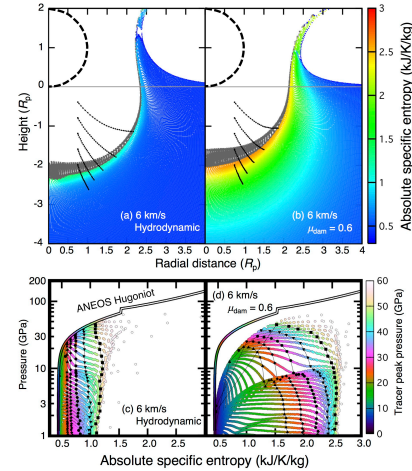 2
1
0
-1
-2
-3
-4
Height (Rp)
(a) 6 km/s
Hydrodynamic
(b) 6 km/s
μdam = 0.6
0 0.5 1 1.5 2 2.5 3 3.5
0 0.5 1 1.5 2 2.5 3 3.5 4
Radial distance (Rp)
3
2.5
2
1.5
1
0.5
Absolute specific entropy (kJ/K/kg)
200
100
30
10
3
1
Pressure (GPa)
ANEOS Hugoniot
(c) 6 km/s
Hydrodynamic
(d) 6 km/s
μdam = 0.6
0.5 1.0 1.5 2.0 2.5
0.5 1.0 1.5 2.0 2.5 3.0
Absolute specific entropy (kJ/K/kg)
60
50
40
30
20
10
0
Tracer peak pressure (GPa)